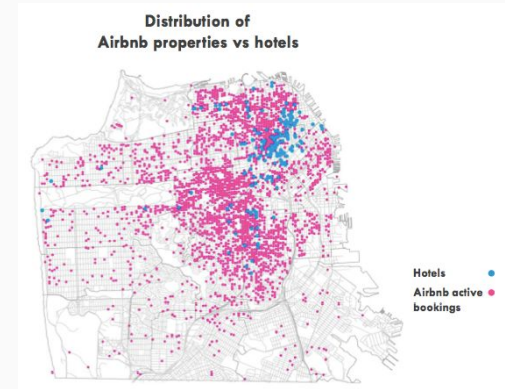 Distribution of
Airbnb properties vs hotels
Hotels
Airbnb active
bookings